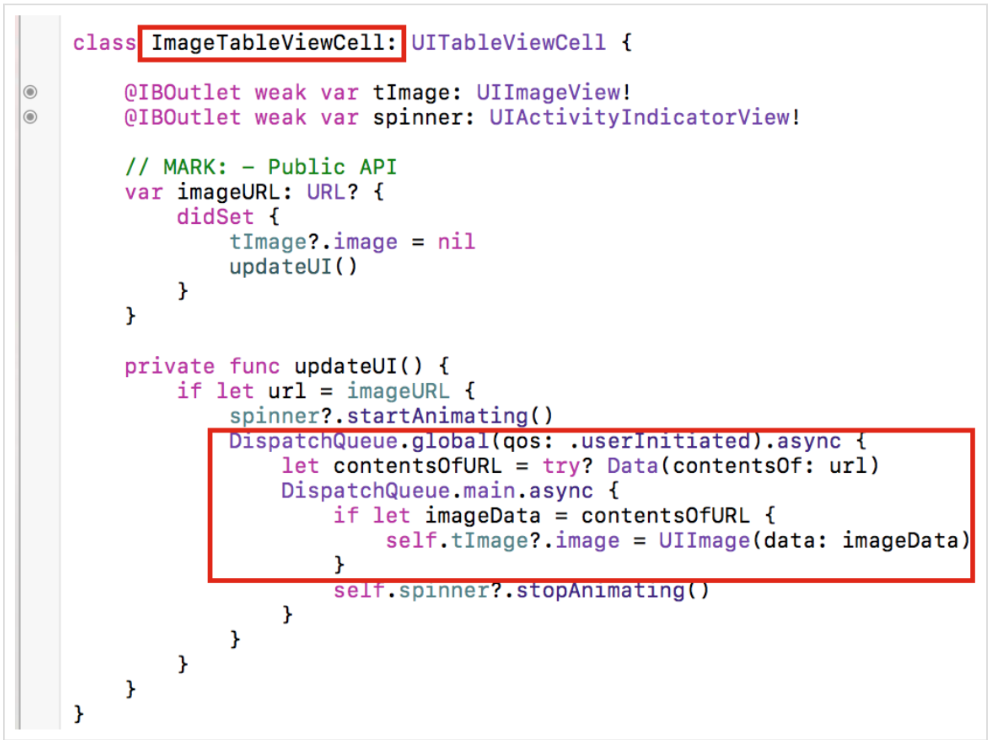 class ImageTableViewCell: UITableViewCell {
@IBOutlet weak var tImage: UIImageView!
@IBOutlet weak var spinner: UIActivityIndicatorView!
// MARK: – Public API
var imageURL: URL? {
didSet {
tImage?.image = nil
updateUI()
}
}
private func updateUI() {
if let url = imageURL {
spinner?.startAnimating()
DispatchQueue.global(qos: .userInitiated).async {
let contentsOfURL = try? Data(contentsOf: url)
DispatchQueue.main.async {
if let imageData = contentsOfURL {
self.tImage?.image = UIImage(data: imageData)
}
self.spinner?.stopAnimating()
}
}
}
}
}